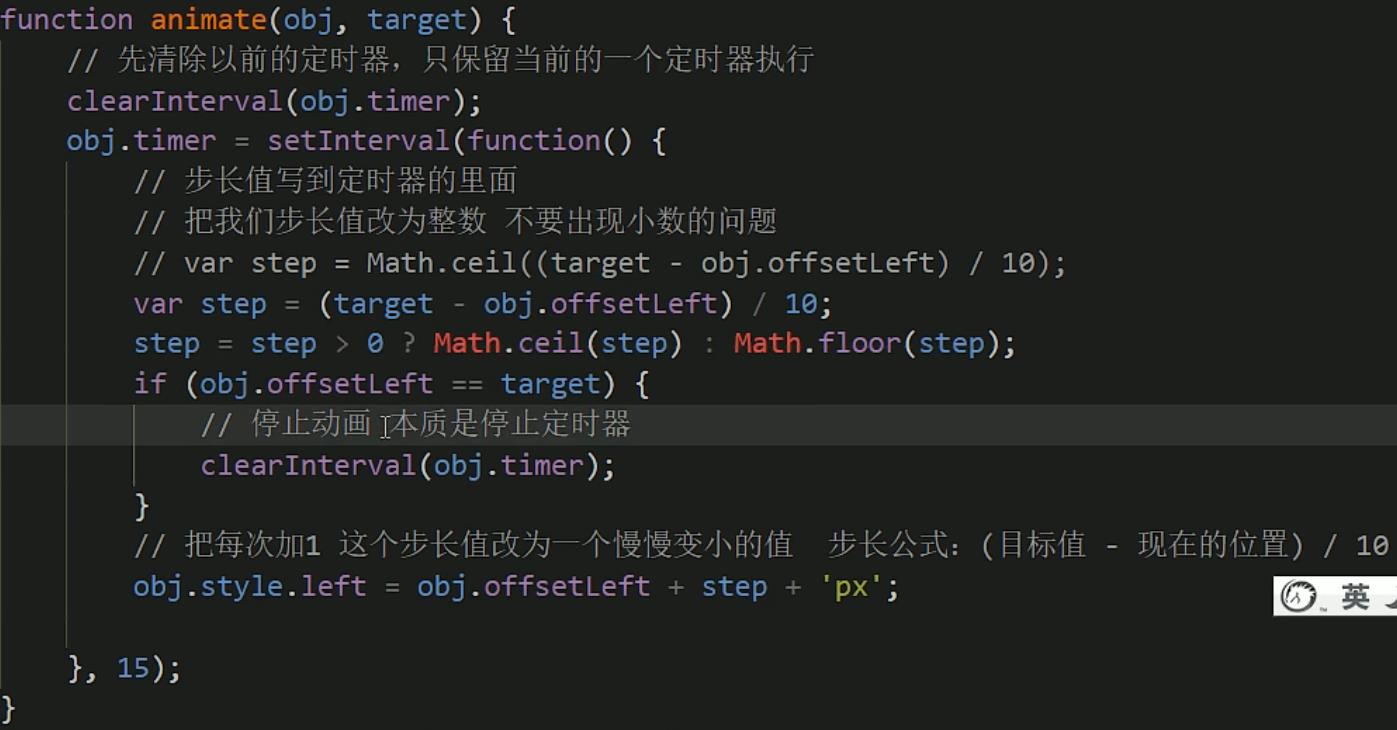 function animate(obj, target) {
// 先清除以前的定时器，只保留当前的一个定时器执行
clearInterval(obj.timer);
obj.timer = setInterval(function() {
// 步长值写到定时器的里面
// 把我们步长值改为整数 不要出现小数的问题
// var step = Math.ceil((target - obj.offsetLeft) / 10);
var step = (target - obj.offsetLeft) / 10;
step = step > 0 ? Math.ceil(step) : Math.floor(step);
if (obj.offsetLeft == target) {
// 停止动画 本质是停止定时器
clearInterval(obj.timer);
}
// 把每次加1 这个步长值改为一个慢慢变小的值  步长公式：(目标值 - 现在的位置) / 10
obj.style.left = obj.offsetLeft + step + 'px';
英
}, 15);
}